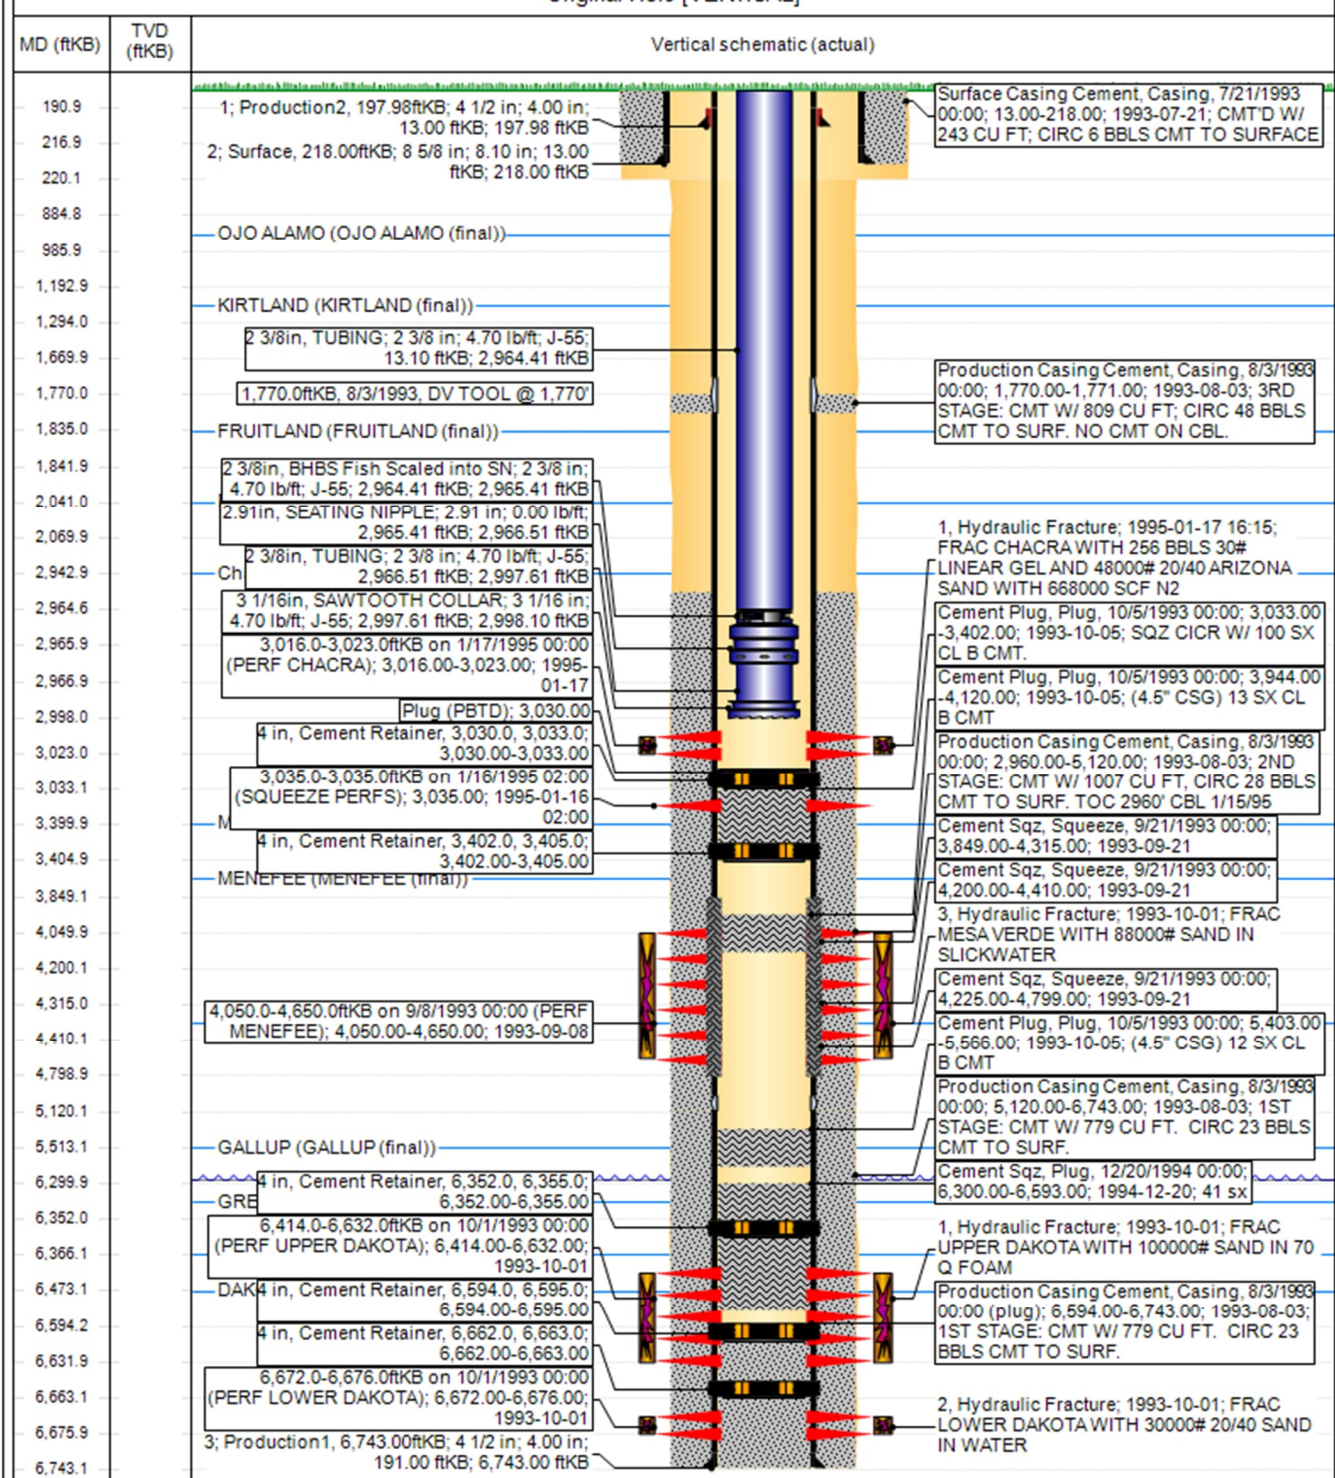 MD (ftKB)
TVD
(ftKB)
Vertical schematic (actual)
190.9
216.9
220.1
884.8
985.9
1,192.9
1,294.0
1,669.9
1,770.0
1,835.0
1,841.9
2,041.0
2,069.9
2,942.9
2,964.6
2,965.9
2,966.9
2,998.0
3,023.0
3,033.1
3,399.9
3,404.9
3,849.1
4,049.9
4,200.1
4,315.0
4,410.1
4,798.9
5,120.1
5,513.1
6,299.9
6,352.0
6,366.1
6,473.1
6,594.2
6,631.9
6,663.1
6,675.9
6,743.1
1; Production2, 197.98ftKB; 4 1/2 in; 4.00 in;
13.00 ftKB; 197.98 ftKB
2; Surface, 218.00ftKB; 8 5/8 in; 8.10 in; 13.00
ftKB; 218.00 ftKB
OJO ALAMO (OJO ALAMO (final))
KIRTLAND (KIRTLAND (final))
2 3/8in, TUBING; 2 3/8 in; 4.70 lb/ft; J-55;
13.10 ftKB; 2,964.41 ftKB
1,770.0ftKB, 8/3/1993, DV TOOL @ 1,770'
FRUITLAND (FRUITLAND (final))
2 3/8in, BHBS Fish Scaled into SN; 2 3/8 in;
4.70 lb/ft; J-55; 2,964.41 ftKB; 2,965.41 ftKB
2.91in, SEATING NIPPLE; 2.91 in; 0.00 lb/ft;
2,965.41 ftKB; 2,966.51 ftKB
2 3/8in, TUBING; 2 3/8 in; 4.70 lb/ft; J-55;
2,966.51 ftKB; 2,997.61 ftKB
Ch
3 1/16in, SAWTOOTH COLLAR; 3 1/16 in;
4.70 lb/ft; J-55; 2,997.61 ftKB; 2,998.10 ftKB
3,016.0-3,023.0ftKB on 1/17/1995 00:00
(PERF CHACRA); 3,016.00-3,023.00; 1995-
01-17
Plug (PBTD); 3,030.00
4 in, Cement Retainer, 3,030.0, 3,033.0;
3,030.00-3,033.00
3,035.0-3,035.0ftKB on 1/16/1995 02:00
(SQUEEZE PERFS); 3,035.00; 1995-01-16
02:00
M
4 in, Cement Retainer, 3,402.0, 3,405.0;
3,402.00-3,405.00
MENEFEE (MENEFEE (final))
4,050.0-4,650.0ftKB on 9/8/1993 00:00 (PERF
MENEFEE); 4,050.00-4,650.00; 1993-09-08
GALLUP (GALLUP (final))
4 in, Cement Retainer, 6,352.0, 6,355.0;
6,352.00-6,355.00
GRE
6,414.0-6,632.0ftKB on 10/1/1993 00:00
(PERF UPPER DAKOTA); 6,414.00-6,632.00;
1993-10-01
DAK
4 in, Cement Retainer, 6,594.0, 6,595.0;
6,594.00-6,595.00
4 in, Cement Retainer, 6,662.0, 6,663.0;
6,662.00-6,663.00
6,672.0-6,676.0ftKB on 10/1/1993 00:00
(PERF LOWER DAKOTA); 6,672.00-6,676.00;
1993-10-01
3; Production1, 6,743.00ftKB; 4 1/2 in; 4.00 in;
191.00 ftKB; 6,743.00 ftKB
Surface Casing Cement, Casing, 7/21/1993
00:00; 13.00-218.00; 1993-07-21; CMT'D W/
243 CU FT; CIRC 6 BBLS CMT TO SURFACE
Production Casing Cement, Casing, 8/3/1993
00:00; 1,770.00-1,771.00; 1993-08-03; 3RD
STAGE: CMT W/ 809 CU FT; CIRC 48 BBLS
CMT TO SURF. NO CMT ON CBL.
1, Hydraulic Fracture; 1995-01-17 16:15;
FRAC CHACRA WITH 256 BBLS 30#
LINEAR GEL AND 48000# 20/40 ARIZONA
SAND WITH 668000 SCF N2
Cement Plug, Plug, 10/5/1993 00:00; 3,033.00
-3,402.00; 1993-10-05; SQZ CICR W/ 100 SX
CL B CMT.
Cement Plug, Plug, 10/5/1993 00:00; 3,944.00
-4,120.00; 1993-10-05; (4.5" CSG) 13 SX CL
B CMT
Production Casing Cement, Casing, 8/3/1993
00:00; 2,960.00-5,120.00; 1993-08-03; 2ND
STAGE: CMT W/ 1007 CU FT, CIRC 28 BBLS
CMT TO SURF. TOC 2960' CBL 1/15/95
Cement Sqz, Squeeze, 9/21/1993 00:00;
3,849.00-4,315.00; 1993-09-21
Cement Sqz, Squeeze, 9/21/1993 00:00;
4,200.00-4,410.00; 1993-09-21
3, Hydraulic Fracture; 1993-10-01; FRAC
MESA VERDE WITH 88000# SAND IN
SLICKWATER
Cement Sqz, Squeeze, 9/21/1993 00:00;
4,225.00-4,799.00; 1993-09-21
Cement Plug, Plug, 10/5/1993 00:00; 5,403.00
-5,566.00; 1993-10-05; (4.5" CSG) 12 SX CL
B CMT
Production Casing Cement, Casing, 8/3/1993
00:00; 5,120.00-6,743.00; 1993-08-03; 1ST
STAGE: CMT W/ 779 CU FT. CIRC 23 BBLS
CMT TO SURF.
Cement Sqz, Plug, 12/20/1994 00:00;
6,300.00-6,593.00; 1994-12-20; 41 sx
1, Hydraulic Fracture; 1993-10-01; FRAC
UPPER DAKOTA WITH 100000# SAND IN 70
Q FOAM
Production Casing Cement, Casing, 8/3/1993
00:00 (plug); 6,594.00-6,743.00; 1993-08-03;
1ST STAGE: CMT W/ 779 CU FT. CIRC 23
BBLS CMT TO SURF.
2, Hydraulic Fracture; 1993-10-01; FRAC
LOWER DAKOTA WITH 30000# 20/40 SAND
IN WATER